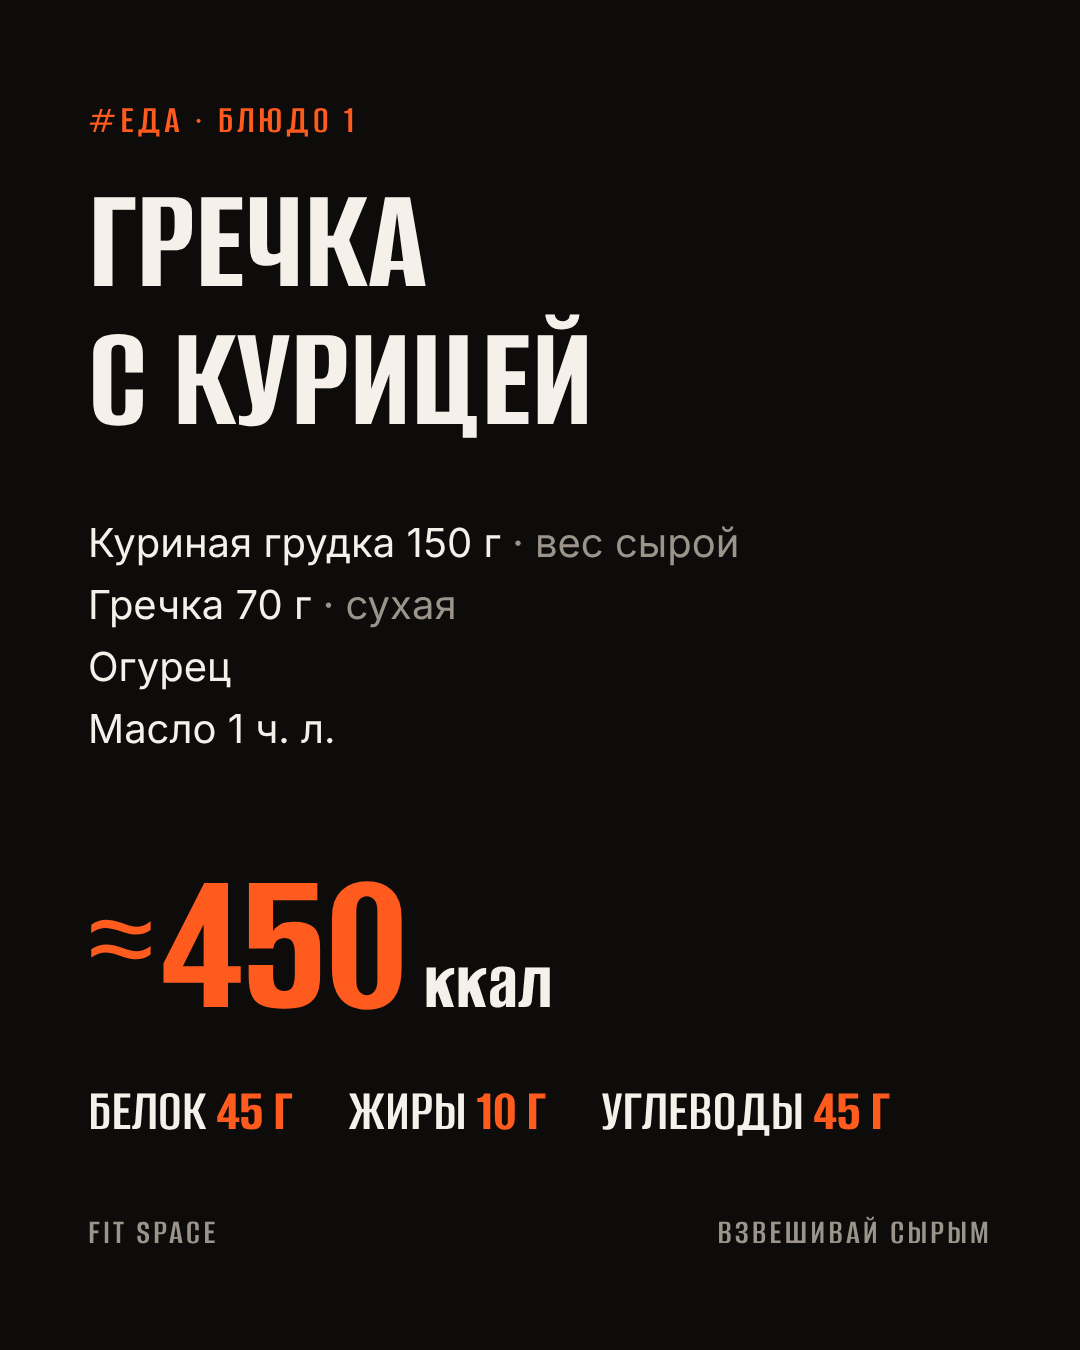 #ЕДА · БЛЮДО 1
ГРЕЧКА
С КУРИЦЕЙ
Куриная грудка 150 г · вес сырой
Гречка 70 г · сухая
Огурец
Масло 1 ч. л.
≈450 ккал
БЕЛОК 45 Г ЖИРЫ 10 Г УГЛЕВОДЫ 45 Г
FIT SPACE ВЗВЕШИВАЙ СЫРЫМ